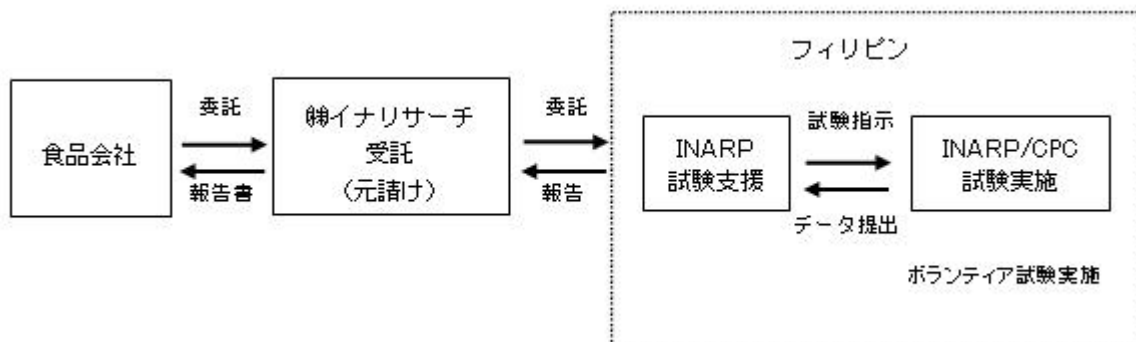 フィリピン
食品会社
委託
報告書
㈱イナリサーチ
受託
（元請け）
委託
報告
INARP
試験支援
試験指示
データ提出
INARP/CPC
試験実施
ボランティア試験実施